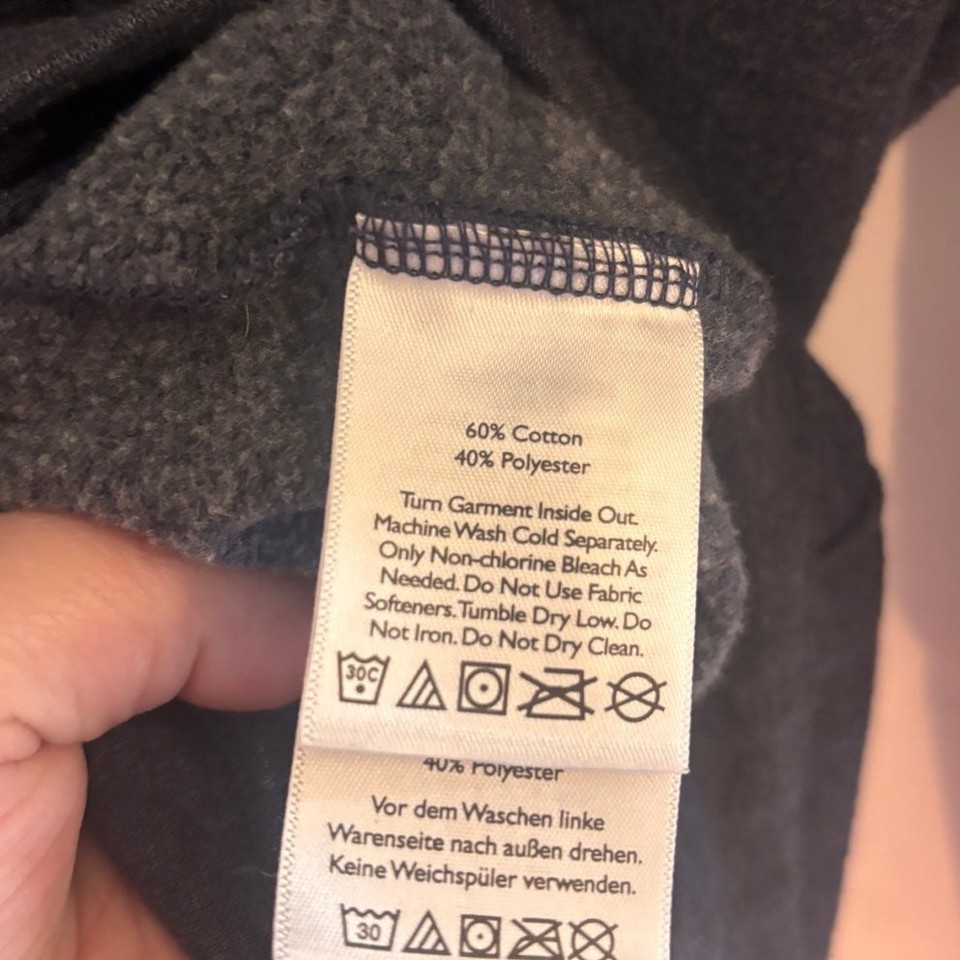 60% Cotton
40% Polyester
Turn Garment Inside Out.
Machine Wash Cold Separately.
Only Non-chlorine Bleach As
Needed. Do Not Use Fabric
Softeners. Tumble Dry Low. Do
Not Iron. Do Not Dry Clean.
30C
40% Polyester
Vor dem Waschen linke
Warenseite nach außen drehen.
Keine Weichspüler verwenden.
30